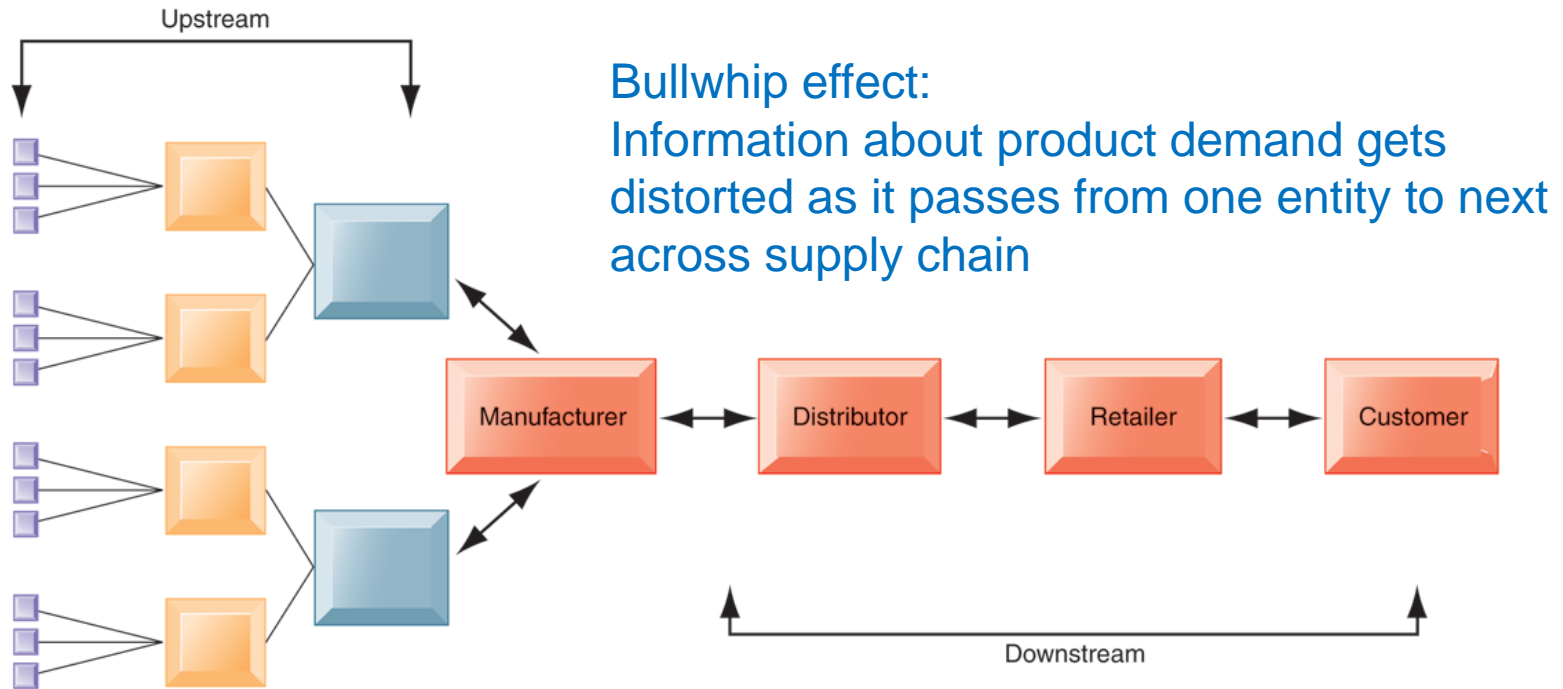 Upstream
Bullwhip effect:
Information about product demand gets
distorted as it passes from one entity to next
across supply chain
Manufacturer
Distributor
Retailer
Customer
Downstream